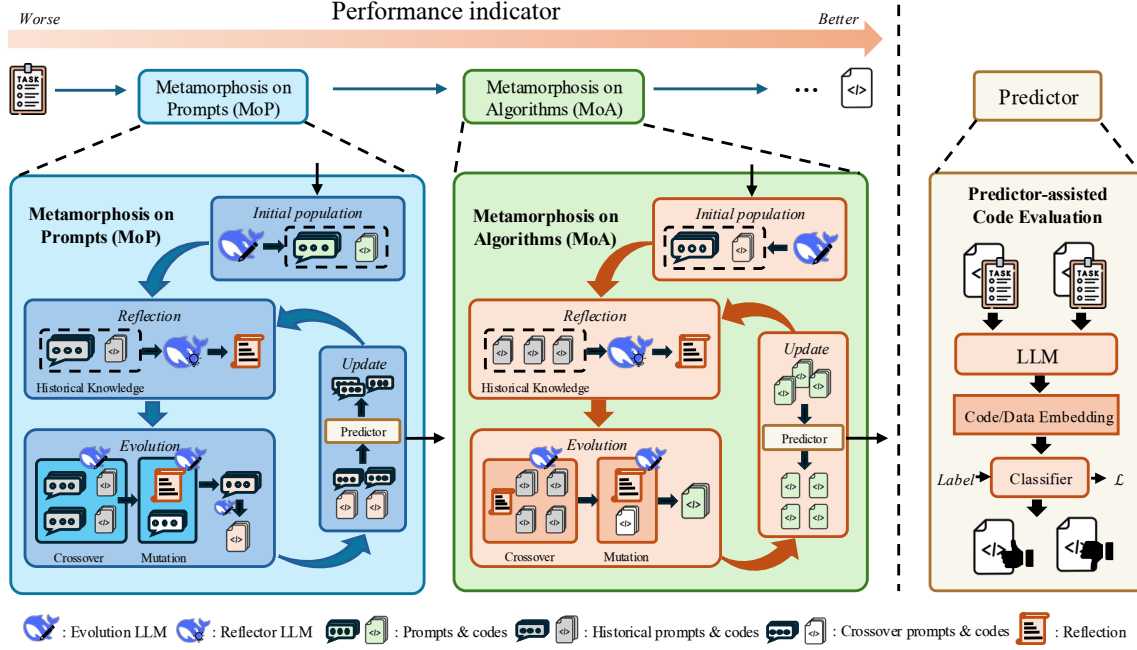 Performance indicator
Worse
Better
TASK
Metamorphosis on
Prompts (MoP)
Metamorphosis on
Algorithms (MoA)
...
</>
Predictor
Metamorphosis on
Prompts (MoP)
Initial population
</>
Reflection
</>
Historical Knowledge
Update
Predictor
</>
</>
Evolution
</>
</>
</>
Crossover
Mutation
Metamorphosis on
Algorithms (MoA)
Initial population
</>
Reflection
</>
</>
</>
Historical Knowledge
Update
</>
</>
</>
Predictor
</>
</>
</>
</>
Evolution
</>
</>
</>
</>
</>
</>
Crossover
Mutation
Predictor-assisted
Code Evaluation
TASK
TASK
LLM
Code/Data Embedding
Label
Classifier
ℒ
</>
</>
: Evolution LLM
: Reflector LLM
</>
: Prompts & codes
</>
: Historical prompts & codes
</>
: Crossover prompts & codes
: Reflection